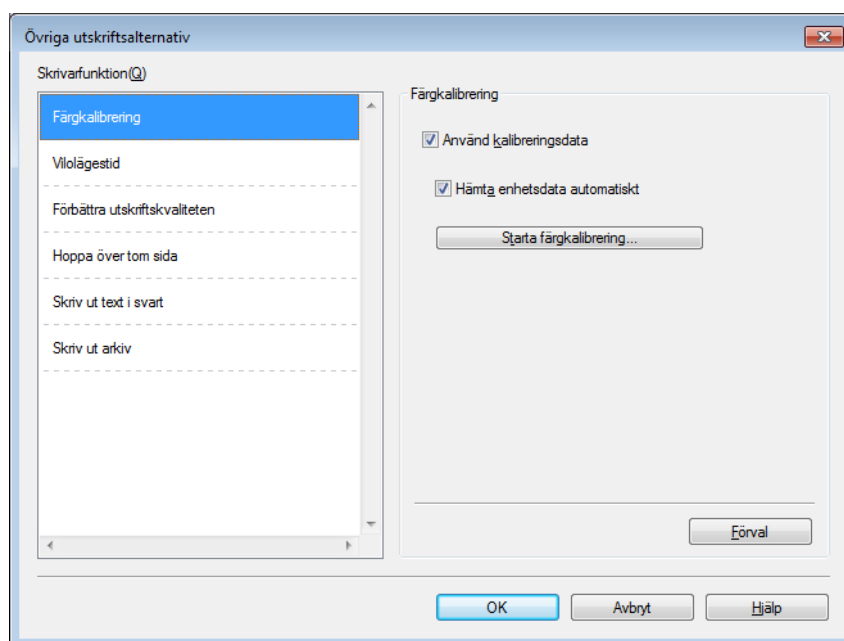 Övriga utskriftsalternativ
Skrivarfunktion(Q)
Färgkalibrering
Vilolägestid
Förbättra utskriftskvaliteten
Hoppa över tom sida
Skriv ut text i svart
Skriv ut arkiv
Färgkalibrering
Använd kalibreringsdata
Hämta enhetsdata automatiskt
Starta färgkalibrering...
Förval
OK
Avbryt
Hjälp